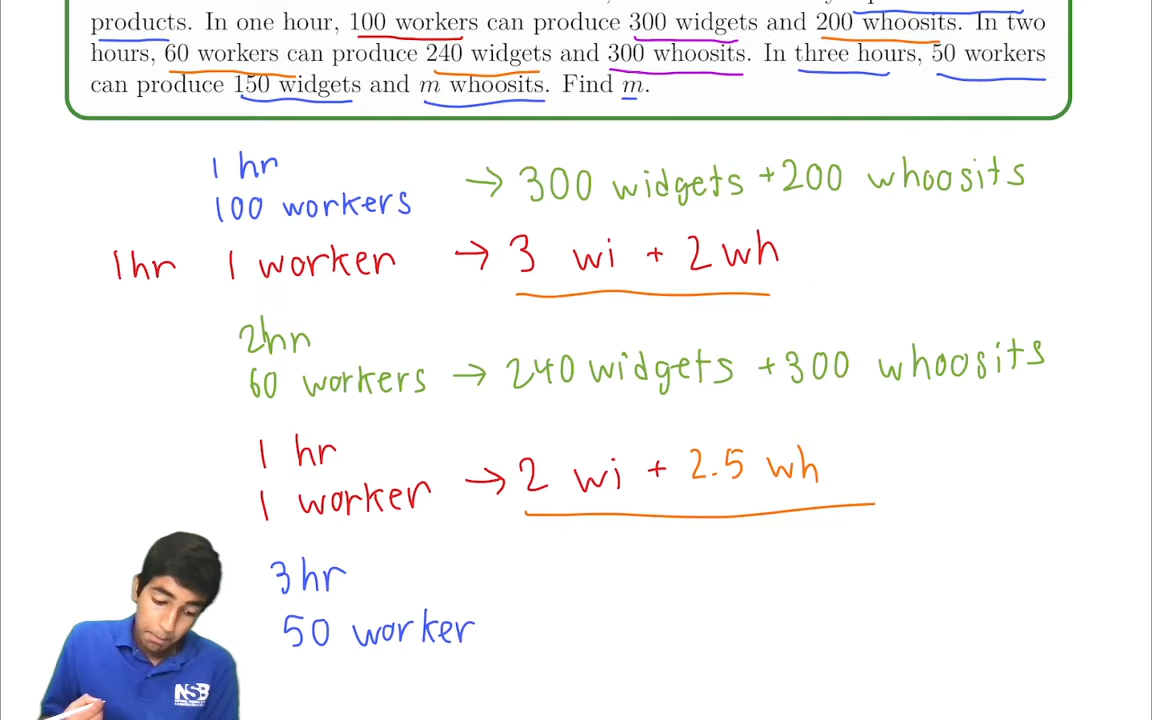 products. In one hour, 100 workers can produce 300 widgets and 200 whoosits. In two
hours, 60 workers can produce 240 widgets and 300 whoosits. In three hours, 50 workers
can produce 150 widgets and m whoosits. Find m.
1 hr
100 workers → 300 widgets + 200 whoosits
1hr 1 worker → 3 wi + 2 wh
2hr
60 workers → 240 widgets + 300 whoosits
1 hr
1 worker → 2 wi + 2.5 wh
3 hr
50 worker
NSB